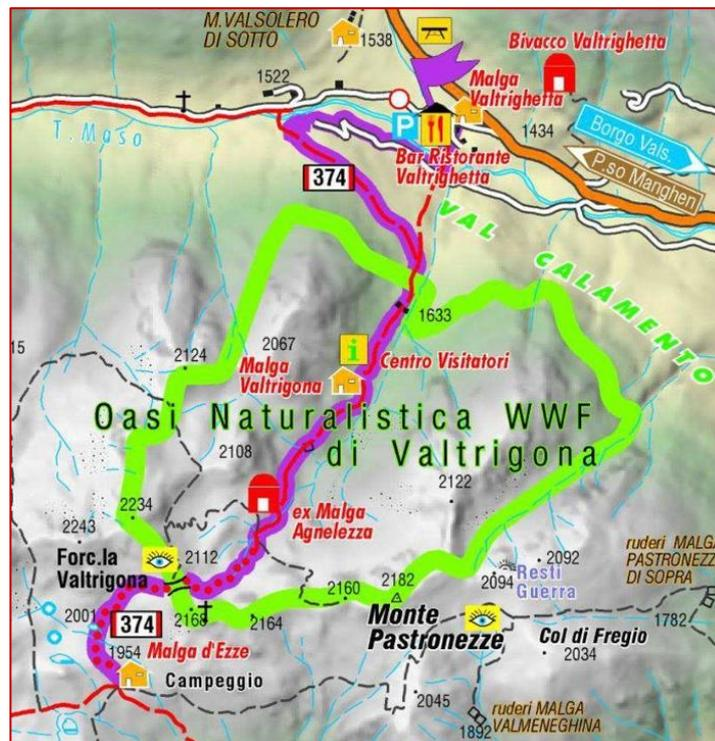 M.VALSOLERO
DI SOTTO
1538
Bivacco Valtrighetta
1522
Malga
Valtrighetta
T. Maso
P
1434
Borgo Vals.
P.so Manghen
Bar Ristorante
Valtrighetta
374
VAL CALAMENTO
1633
2067
i
2124
Malga
Valtrigona
Centro Visitatori
15
Oasi Naturalistica WWF
di Valtrigona
2108
2122
2234
ex Malga
Agnelezza
2243
Forc.la
Valtrigona
2112
2092
2094
Resti
Guerra
ruderi MALGA
PASTRONEZZE
DI SOPRA
2160
2182
2001
2168
2164
Monte
Pastronezze
1782
374
Col di Fregio
2034
1954
Malga d'Ezze
Campeggio
2045
ruderi MALGA
VALMENEGHINA
1892